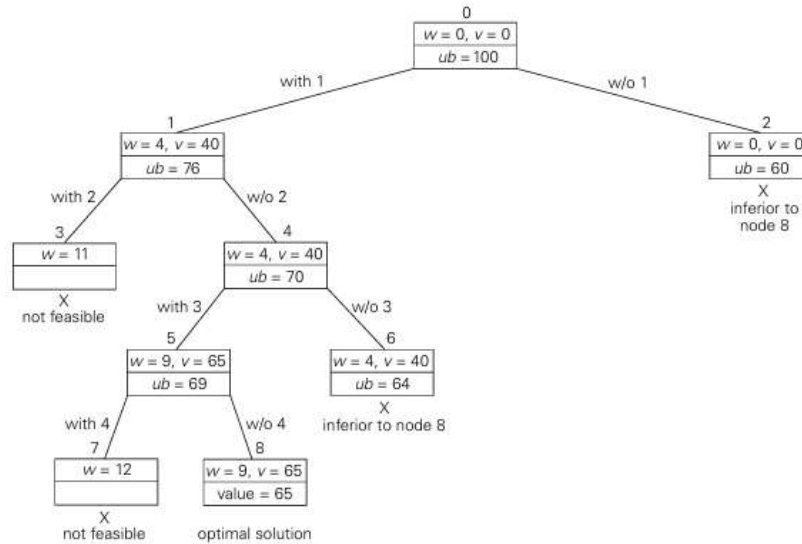 0
w = 0, v = 0
ub = 100
with 1
w/o 1
1
w = 4, v = 40
ub = 76
2
w = 0, v = 0
ub = 60
X
inferior to
node 8
with 2
w/o 2
3
w = 11
X
not feasible
4
w = 4, v = 40
ub = 70
with 3
w/o 3
5
w = 9, v = 65
ub = 69
6
w = 4, v = 40
ub = 64
X
inferior to node 8
with 4
w/o 4
7
w = 12
X
not feasible
8
w = 9, v = 65
value = 65
optimal solution